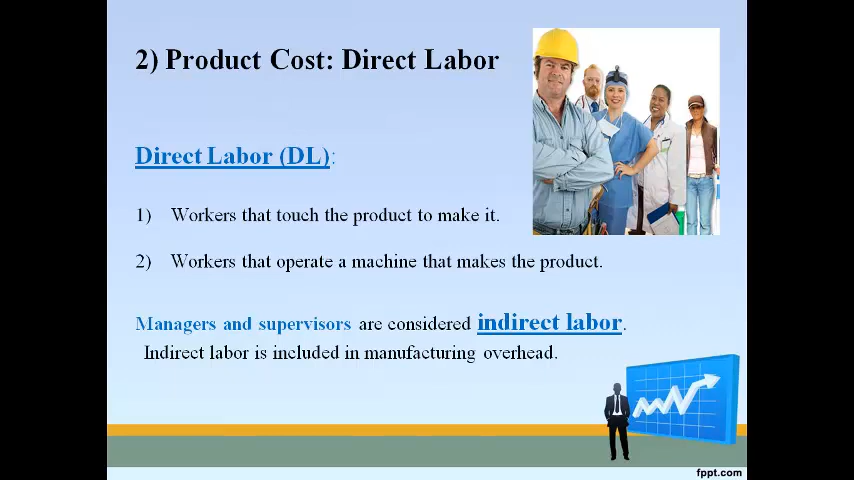 2) Product Cost: Direct Labor
Direct Labor (DL):
1) Workers that touch the product to make it.
2) Workers that operate a machine that makes the product.
Managers and supervisors are considered indirect labor.
Indirect labor is included in manufacturing overhead.
fppt.com